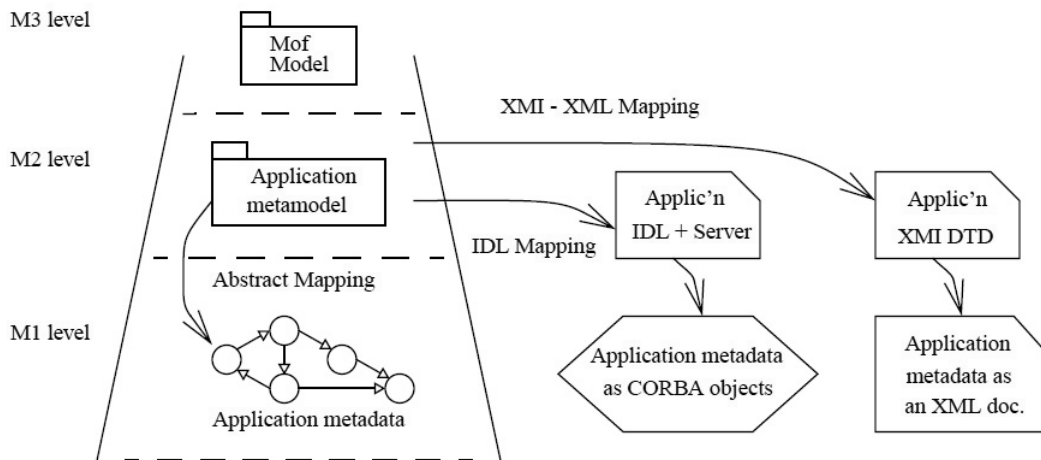 M3 level
Mof
Model
XMI - XML Mapping
M2 level
Application
metamodel
Applic'n
IDL + Server
Applic'n
XMI DTD
IDL Mapping
Abstract Mapping
M1 level
Application metadata
as CORBA objects
Application
metadata as
an XML doc.
Application metadata